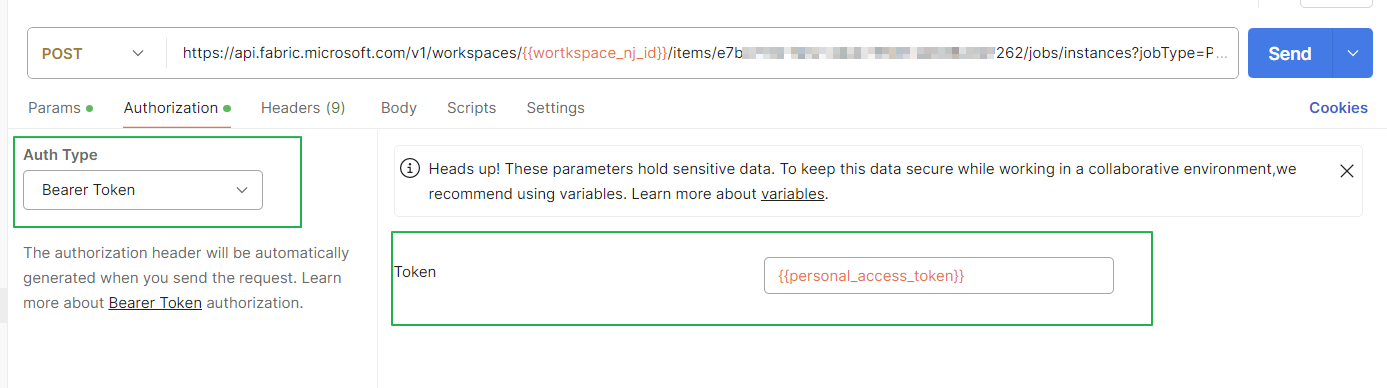 POST
https://api.fabric.microsoft.com/v1/workspaces/{{wortkspace_nj_id}}/items/e7b 262/jobs/instances?jobType=P...
Send
Params
Authorization
Headers (9)
Body
Scripts
Settings
Cookies
Auth Type
Bearer Token
The authorization header will be automatically
generated when you send the request. Learn
more about Bearer Token authorization.
Heads up! These parameters hold sensitive data. To keep this data secure while working in a collaborative environment,we
recommend using variables. Learn more about variables.
Token
{{personal_access_token}}